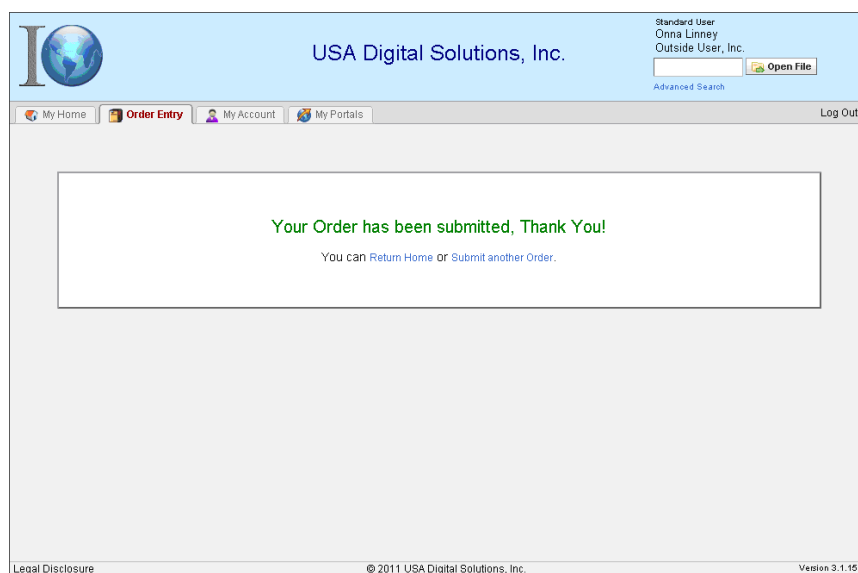 IO
USA Digital Solutions, Inc.
Standard User
Onna Linney
Outside User, Inc.
Open File
Advanced Search
My Home
Order Entry
My Account
My Portals
Log Out
Your Order has been submitted, Thank You!
You can Return Home or Submit another Order.
Legal Disclosure
© 2011 USA Digital Solutions, Inc.
Version 3.1.15